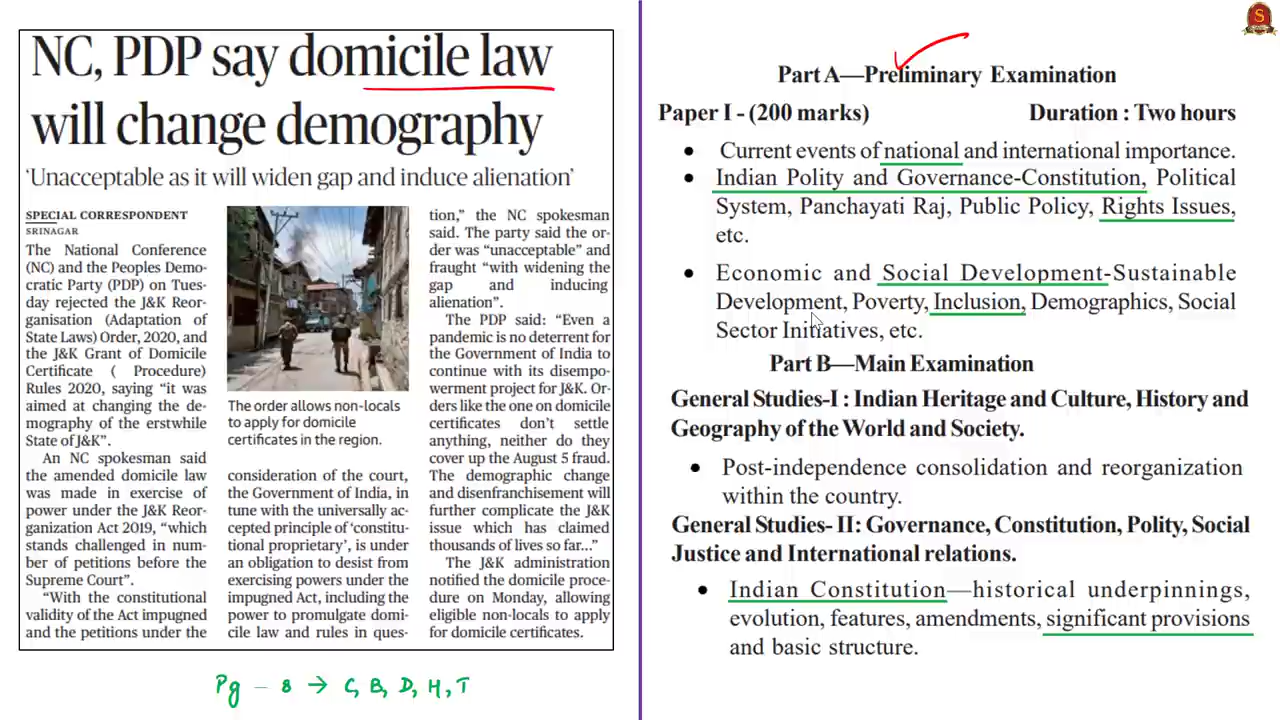 NC, PDP say domicile law
will change demography
‘Unacceptable as it will widen gap and induce alienation’
SPECIAL CORRESPONDENT
SRINAGAR
The National Conference
(NC) and the Peoples Demo-
cratic Party (PDP) on Tues-
day rejected the J&K Reor-
ganisation (Adaptation of
State Laws) Order, 2020, and
the J&K Grant of Domicile
Certificate ( Procedure)
Rules 2020, saying “it was
aimed at changing the de-
mography of the erstwhile
State of J&K”.
An NC spokesman said
the amended domicile law
was made in exercise of
power under the J&K Reor-
ganization Act 2019, “which
stands challenged in num-
ber of petitions before the
Supreme Court”.
“With the constitutional
validity of the Act impugned
and the petitions under the
The order allows non-locals
to apply for domicile
certificates in the region.
consideration of the court,
the Government of India, in
tune with the universally ac-
cepted principle of ‘constitu-
tional proprietary’, is under
an obligation to desist from
exercising powers under the
impugned Act, including the
power to promulgate domi-
cile law and rules in ques-
tion,” the NC spokesman
said. The party said the or-
der was “unacceptable” and
fraught “with widening the
gap and inducing
alienation”.
The PDP said: “Even a
pandemic is no deterrent for
the Government of India to
continue with its disempo-
werment project for J&K. Or-
ders like the one on domicile
certificates don’t settle
anything, neither do they
cover up the August 5 fraud.
The demographic change
and disenfranchisement will
further complicate the J&K
issue which has claimed
thousands of lives so far...”
The J&K administration
notified the domicile proce-
dure on Monday, allowing
eligible non-locals to apply
for domicile certificates.
Pg - 8 → C, B, D, H, T
Part A—Preliminary Examination
Paper I - (200 marks) Duration : Two hours
• Current events of national and international importance.
• Indian Polity and Governance-Constitution, Political
System, Panchayati Raj, Public Policy, Rights Issues,
etc.
• Economic and Social Development-Sustainable
Development, Poverty, Inclusion, Demographics, Social
Sector Initiatives, etc.
Part B—Main Examination
General Studies-I : Indian Heritage and Culture, History and
Geography of the World and Society.
• Post-independence consolidation and reorganization
within the country.
General Studies- II: Governance, Constitution, Polity, Social
Justice and International relations.
• Indian Constitution—historical underpinnings,
evolution, features, amendments, significant provisions
and basic structure.